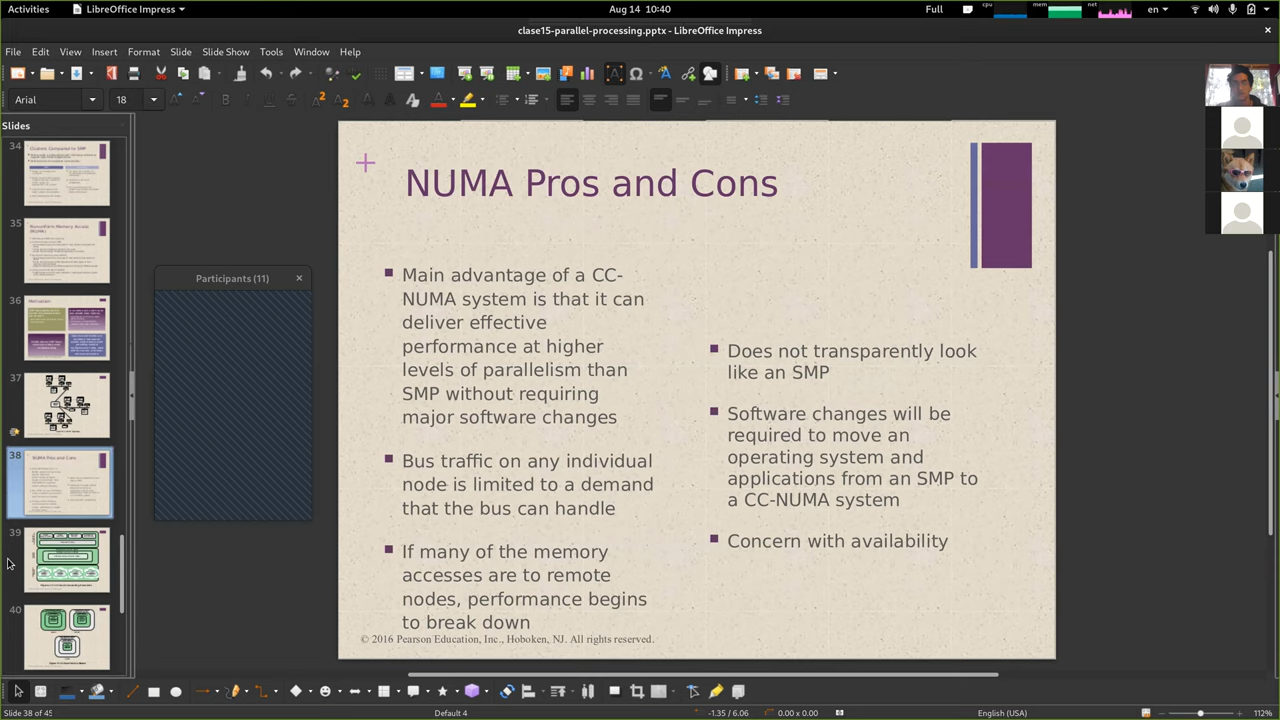 Activities
LibreOffice Impress
Aug 14 10:40
Full
cpu
mem
net
en
clase15-parallel-processing.pptx - LibreOffice Impress
File Edit View Insert Format Slide Slide Show Tools Window Help
Arial
18
Slides
34
35
36
37
38
39
40
Motivation
NUMA Pros and Cons
Participants (11)
NUMA Pros and Cons
Main advantage of a CC-
NUMA system is that it can
deliver effective
performance at higher
levels of parallelism than
SMP without requiring
major software changes
Bus traffic on any individual
node is limited to a demand
that the bus can handle
If many of the memory
accesses are to remote
nodes, performance begins
to break down
Does not transparently look
like an SMP
Software changes will be
required to move an
operating system and
applications from an SMP to
a CC-NUMA system
Concern with availability
© 2016 Pearson Education, Inc., Hoboken, NJ. All rights reserved.
Slide 38 of 45
Default 4
-1.35 / 6.06
0.00 x 0.00
English (USA)
112%